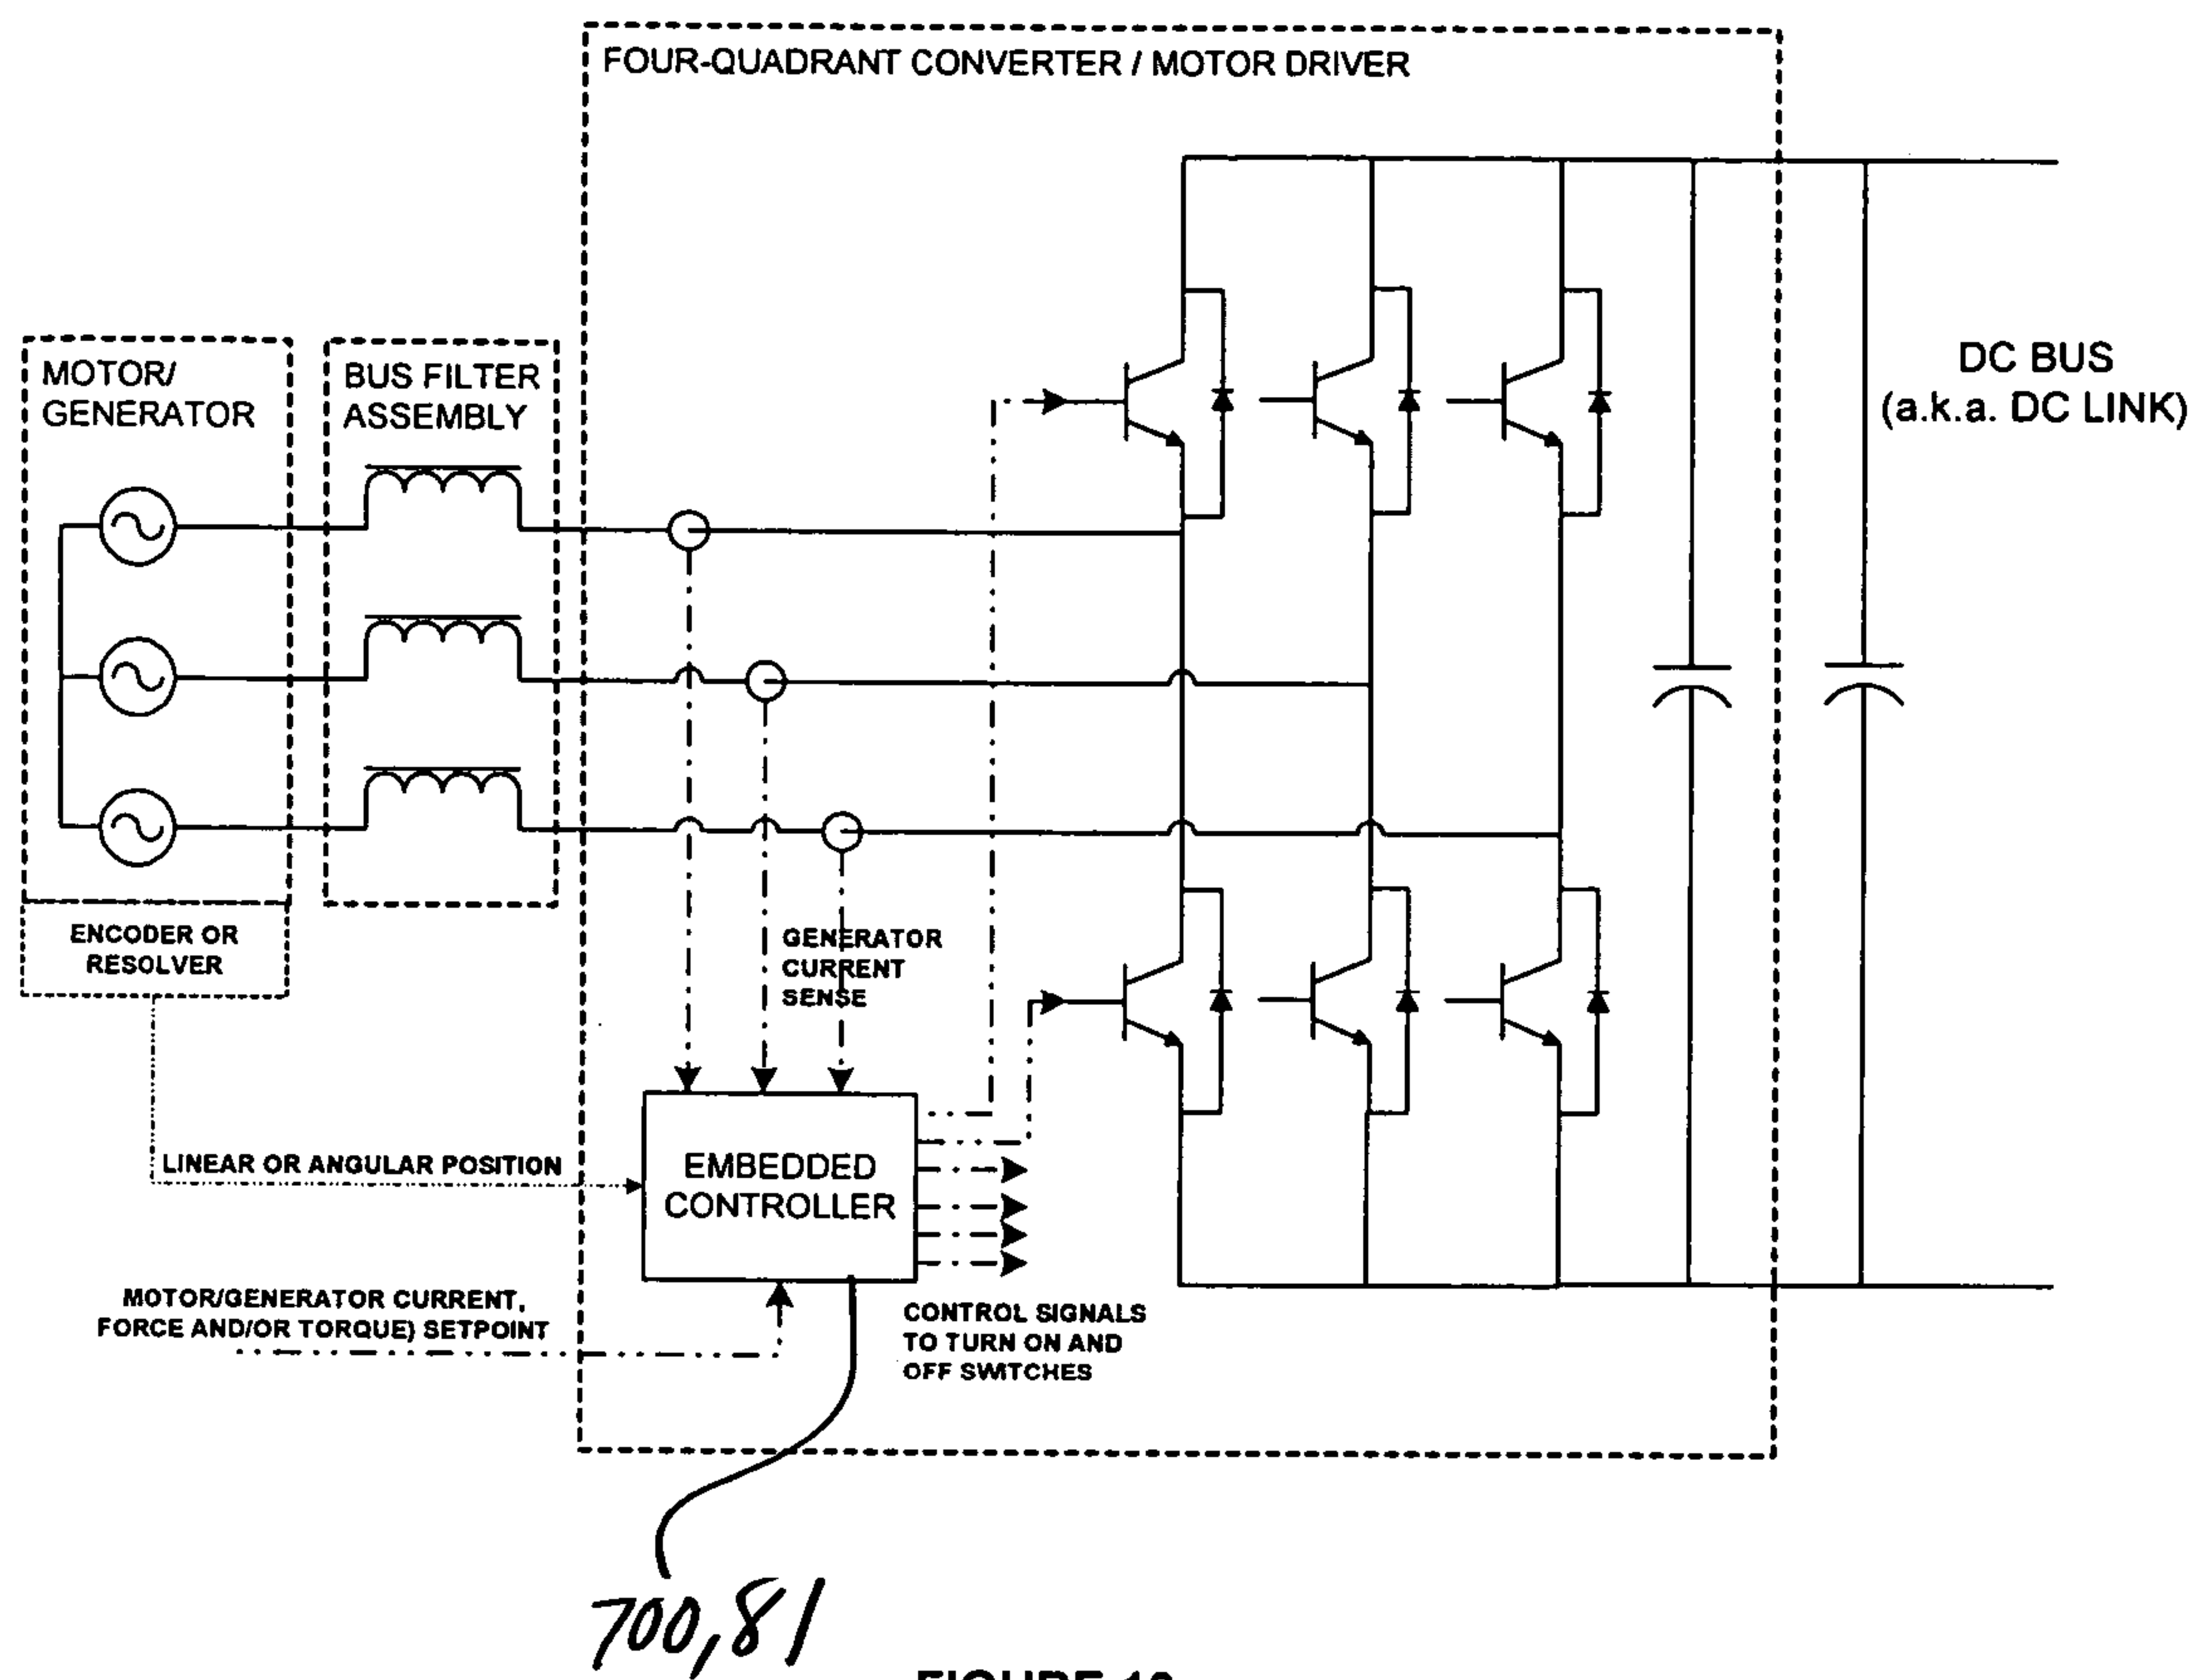 FOUR-QUADRANT CONVERTER / MOTOR DRIVER
MOTOR/
GENERATOR
BUS FILTER
ASSEMBLY
DC BUS
(a.k.a. DC LINK)
ENCODER OR
RESOLVER
GENERATOR
CURRENT
SENSE
LINEAR OR ANGULAR POSITION
EMBEDDED
CONTROLLER
MOTOR/GENERATOR CURRENT,
FORCE AND/OR TORQUE) SETPOINT
CONTROL SIGNALS
TO TURN ON AND
OFF SWITCHES
700,81